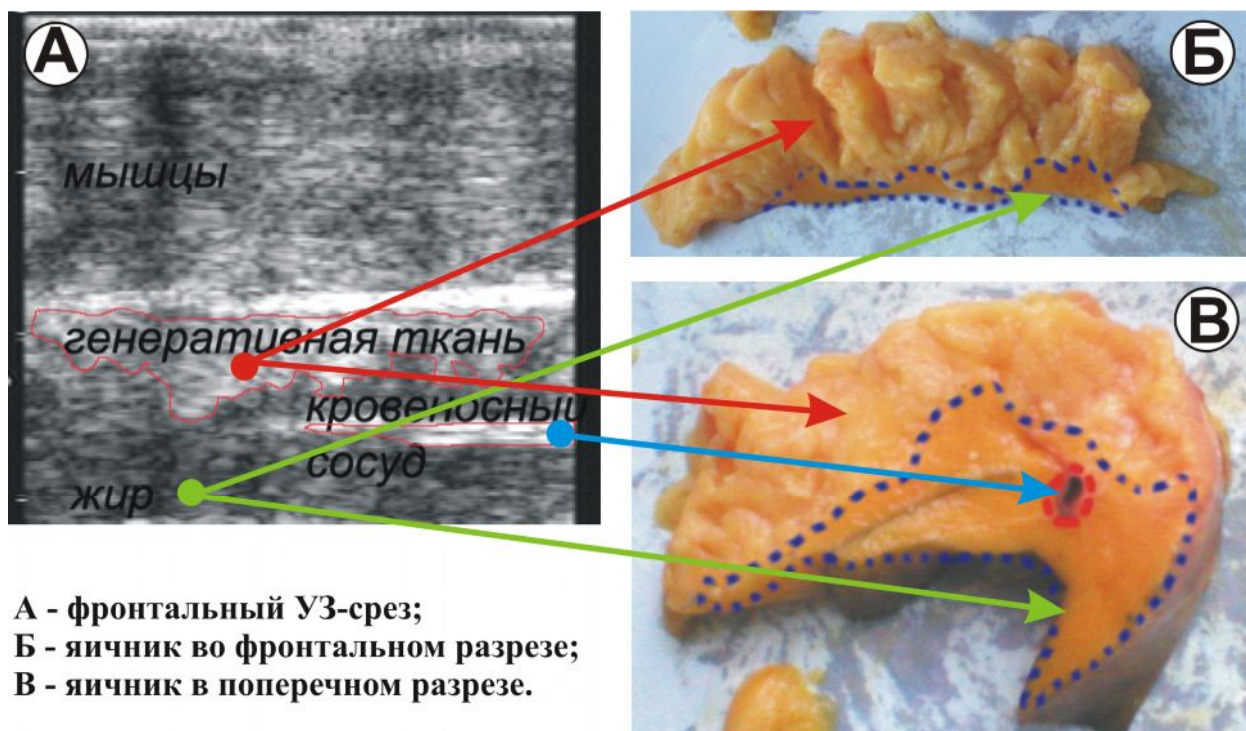 А
мышцы
генеративная ткань
кровеносный
сосуд
жир
Б
В
А - фронтальный УЗ-срез;
Б - яичник во фронтальном разрезе;
В - яичник в поперечном разрезе.